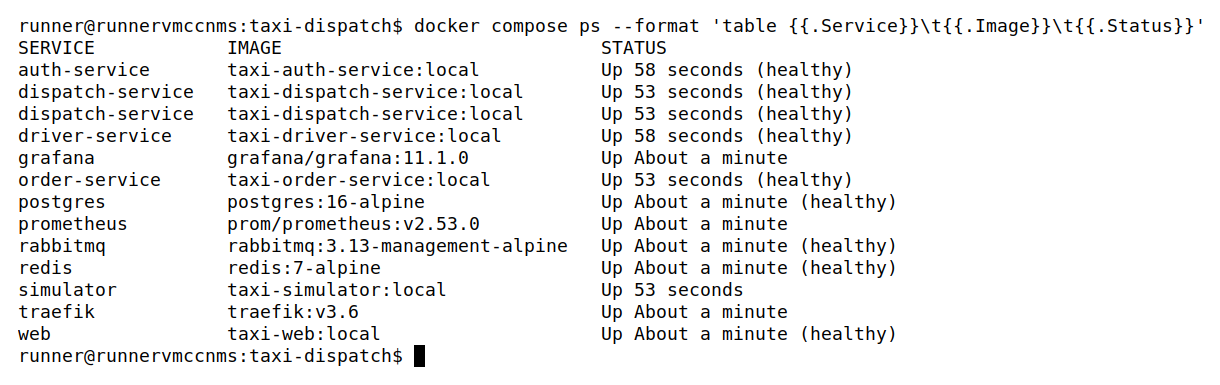 runner@runnervmccnms:taxi-dispatch$ docker compose ps --format 'table {{.Service}}\t{{.Image}}\t{{.Status}}'
SERVICE            IMAGE                             STATUS
auth-service       taxi-auth-service:local           Up 58 seconds (healthy)
dispatch-service   taxi-dispatch-service:local       Up 53 seconds (healthy)
dispatch-service   taxi-dispatch-service:local       Up 53 seconds (healthy)
driver-service     taxi-driver-service:local         Up 58 seconds (healthy)
grafana            grafana/grafana:11.1.0            Up About a minute
order-service      taxi-order-service:local          Up 53 seconds (healthy)
postgres           postgres:16-alpine                Up About a minute (healthy)
prometheus         prom/prometheus:v2.53.0           Up About a minute
rabbitmq           rabbitmq:3.13-management-alpine   Up About a minute (healthy)
redis              redis:7-alpine                    Up About a minute (healthy)
simulator          taxi-simulator:local              Up 53 seconds
traefik            traefik:v3.6                      Up About a minute
web                taxi-web:local                    Up About a minute (healthy)
runner@runnervmccnms:taxi-dispatch$